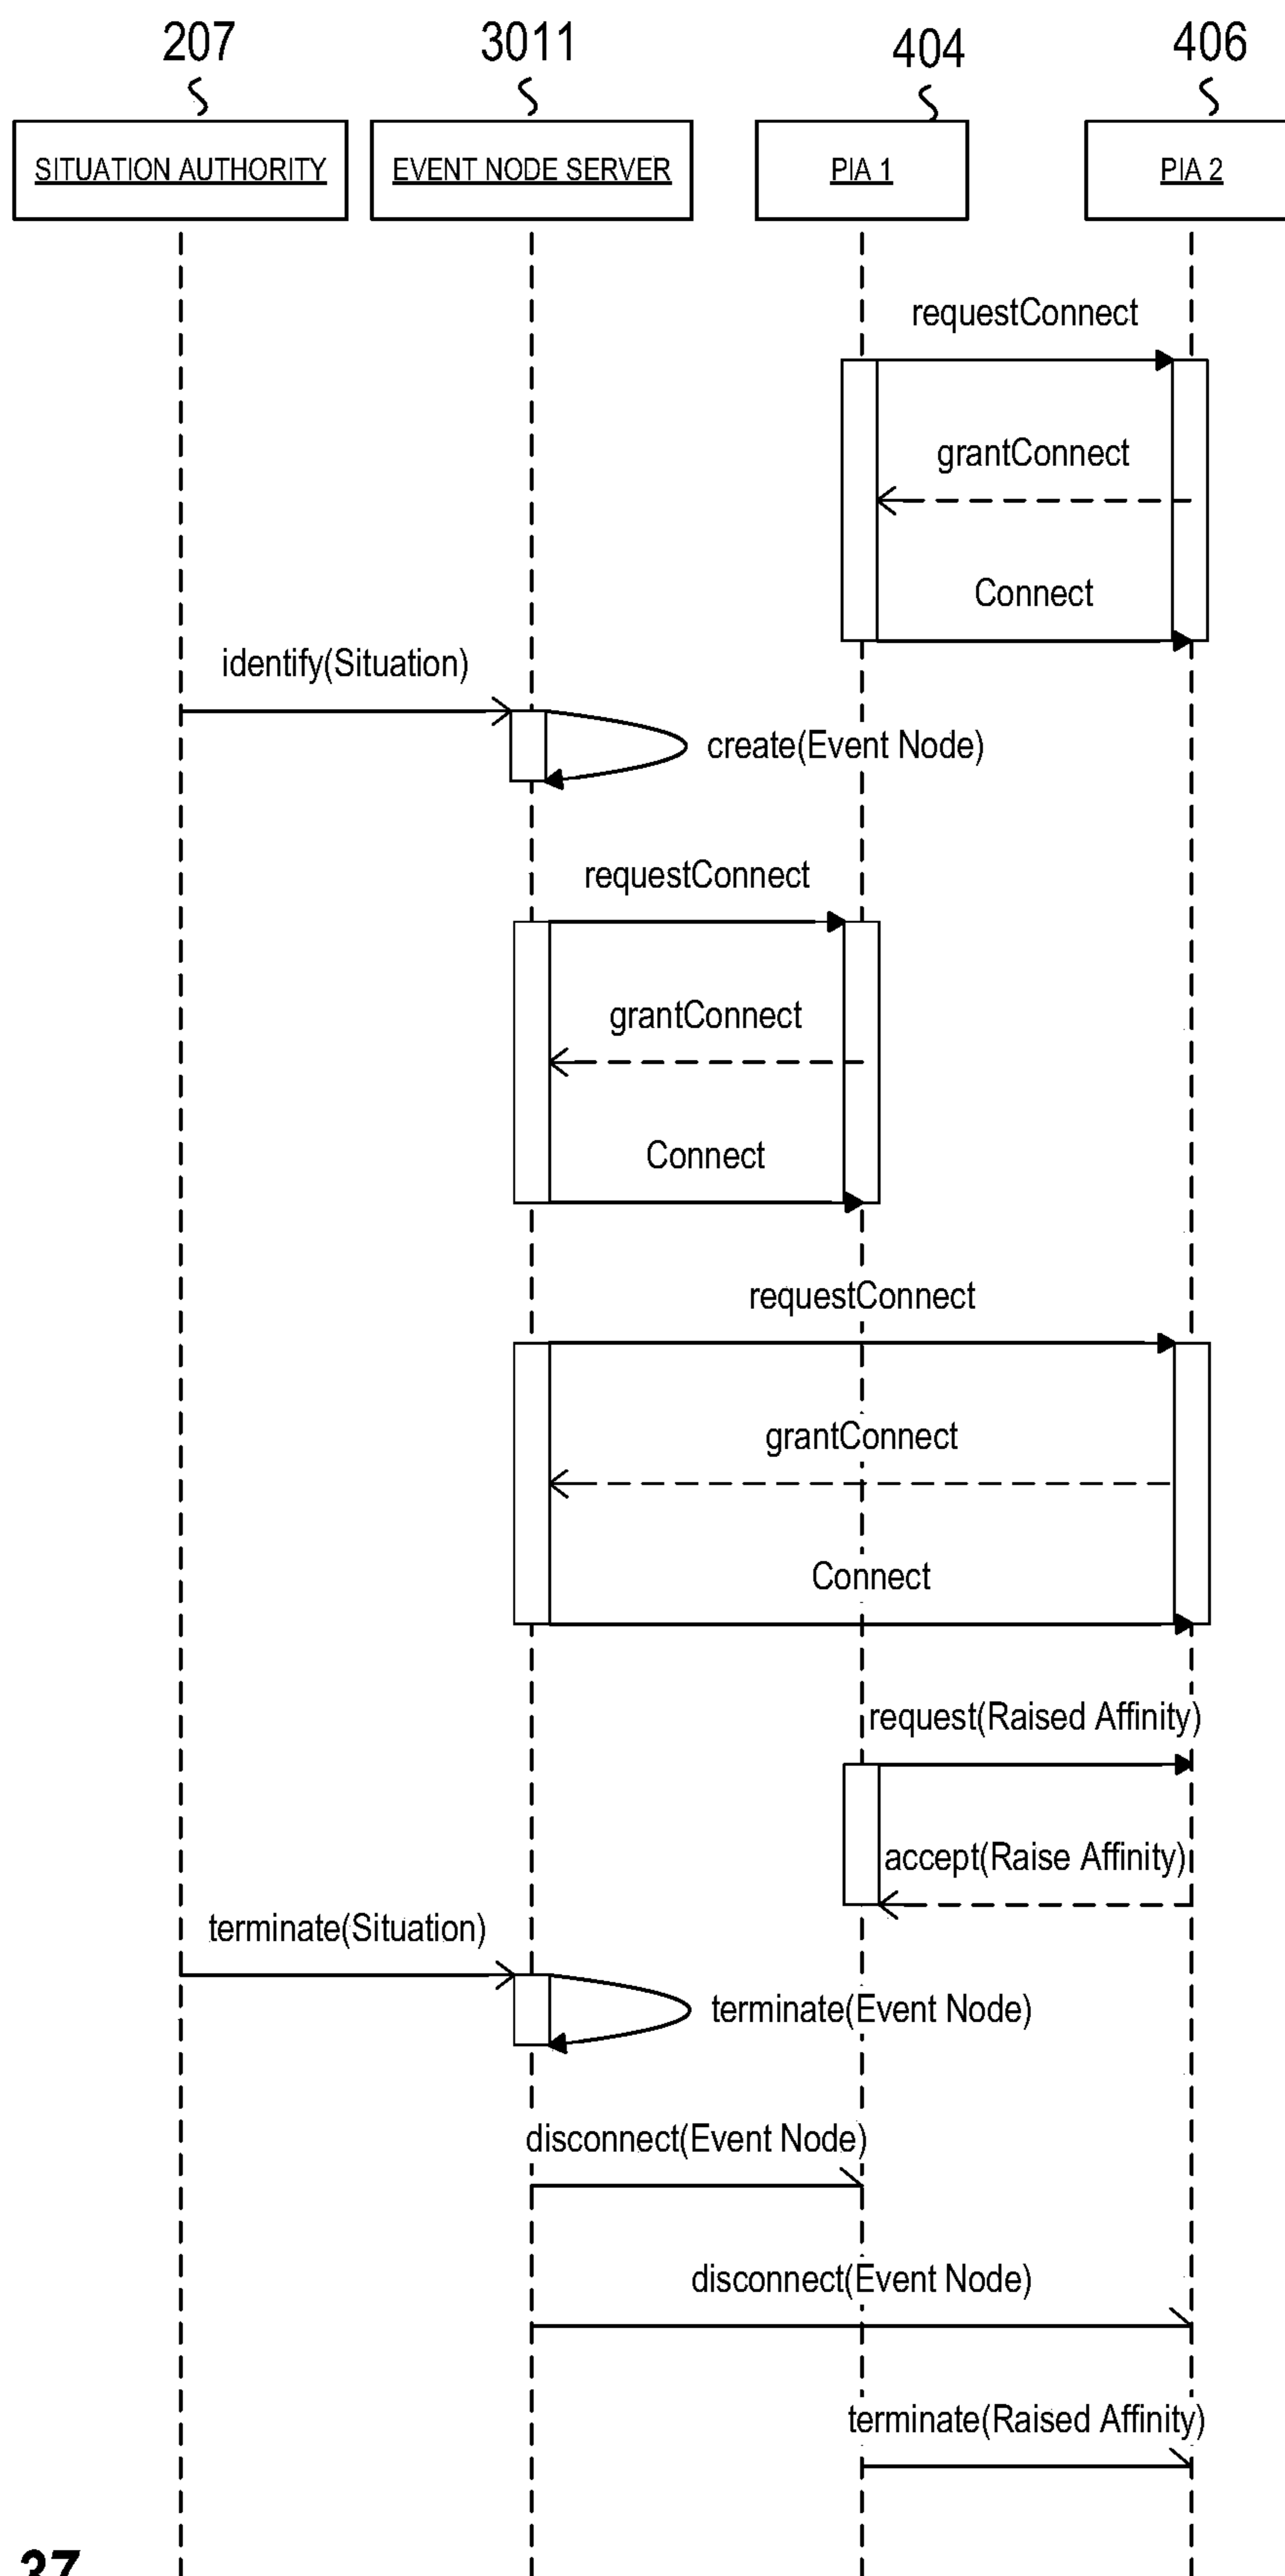 207 3011 404 406
SITUATION AUTHORITY EVENT NODE SERVER PIA 1 PIA 2
requestConnect
grantConnect
Connect
identify(Situation)
create(Event Node)
requestConnect
grantConnect
Connect
requestConnect
grantConnect
Connect
request(Raised Affinity)
accept(Raise Affinity)
terminate(Situation)
terminate(Event Node)
disconnect(Event Node)
disconnect(Event Node)
terminate(Raised Affinity)
37